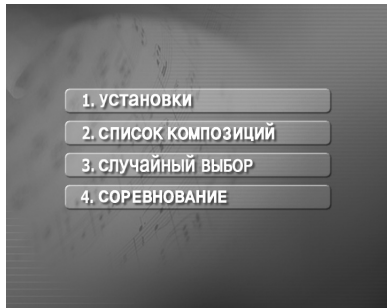 1. Установки
2. СПИСОК КОМПОЗИЦИЙ
3. СЛУЧАЙНЫЙ ВЫБОР
4. СОРЕВНОВАНИЕ